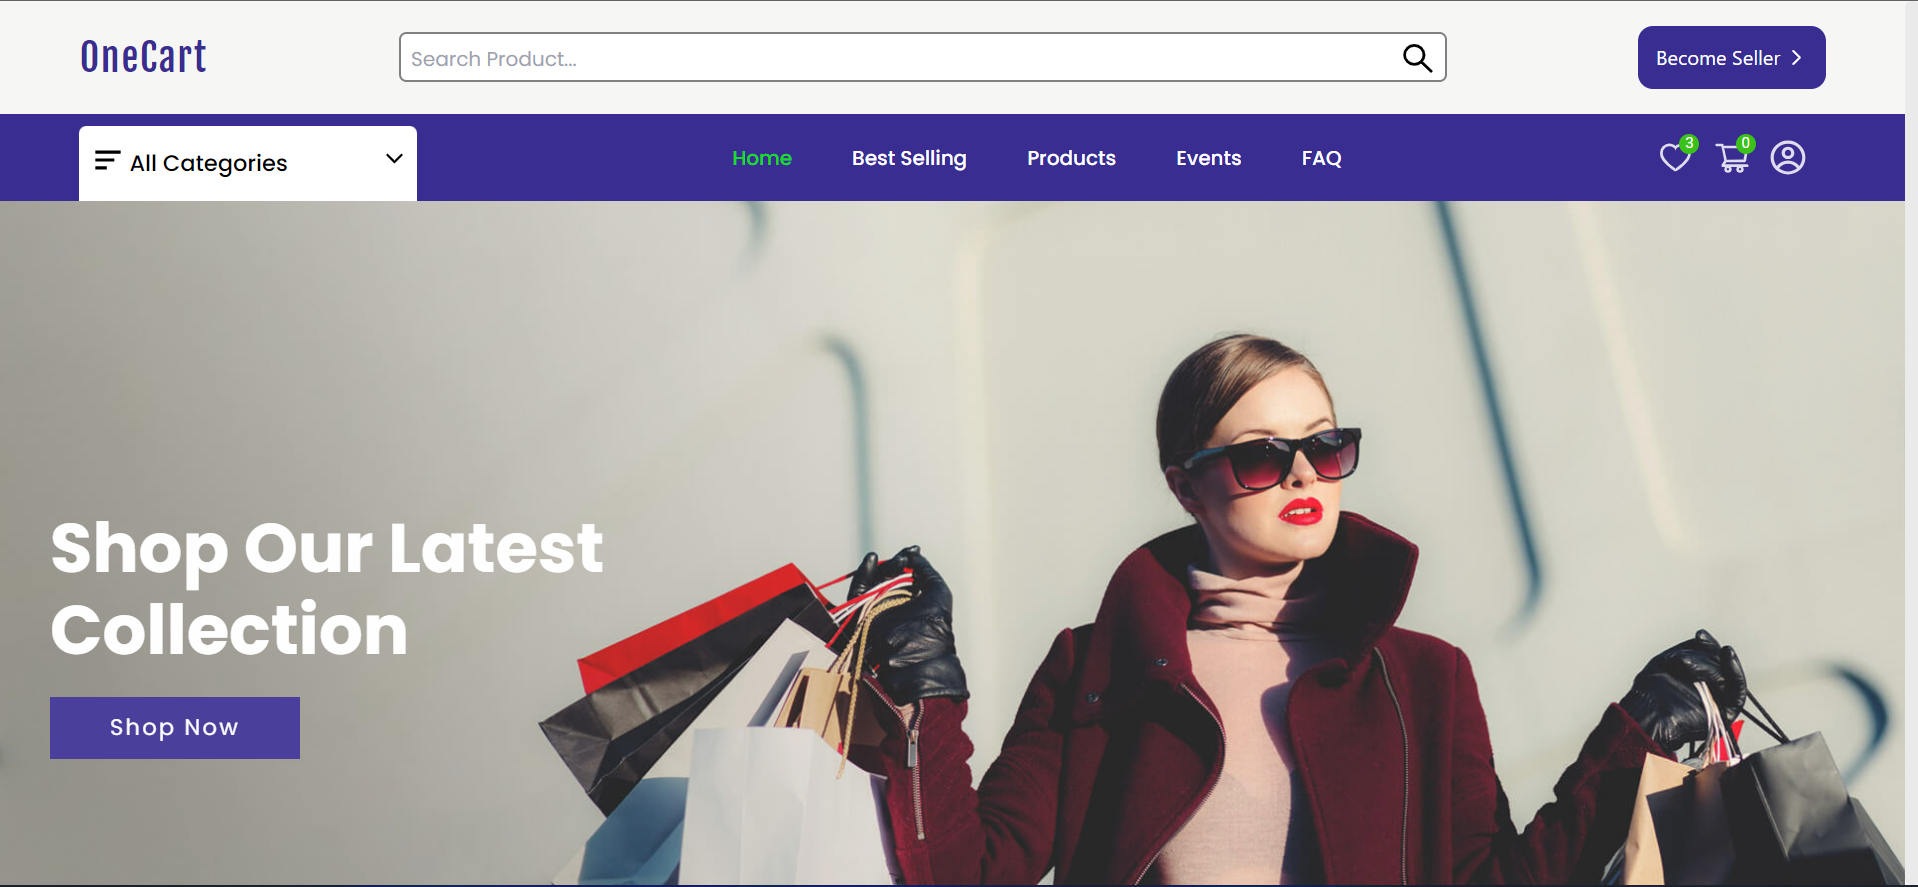 OneCart
Search Product...
Become Seller
All Categories
Home
Best Selling
Products
Events
FAQ
3
0
Shop Our Latest
Collection
Shop Now